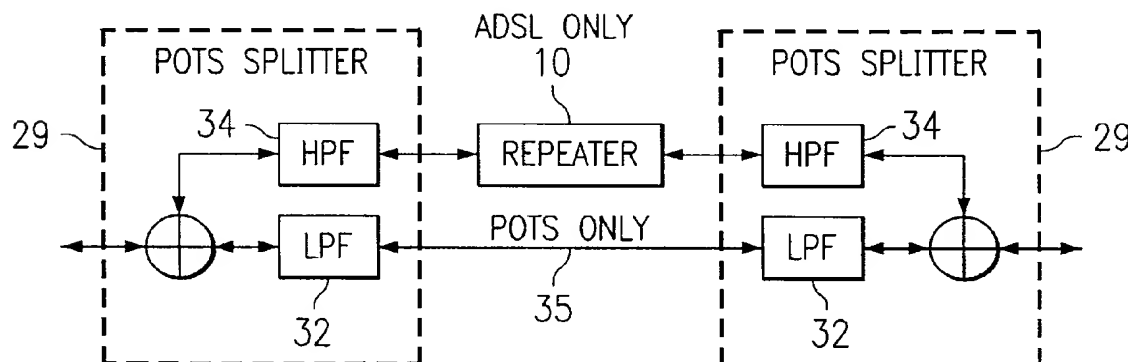 ADSL ONLY
POTS SPLITTER
10
POTS SPLITTER
29
34
HPF
REPEATER
HPF
34
29
LPF
POTS ONLY
LPF
32
35
32